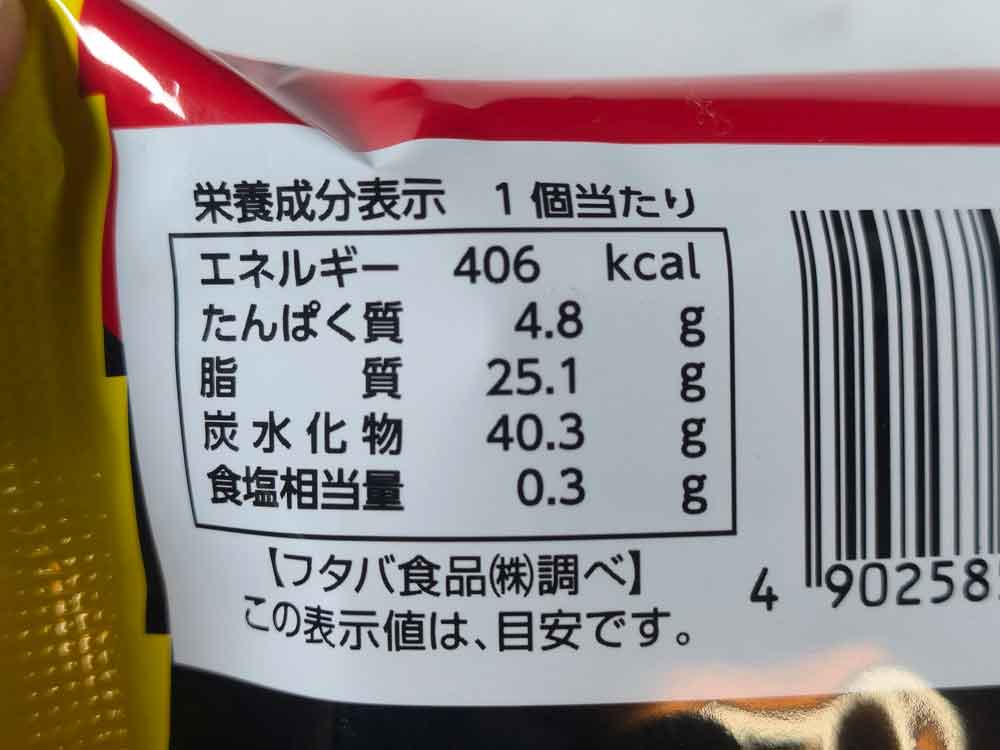 栄養成分表示 1個当たり
エネルギー 406 kcal
たんぱく質 4.8 g
脂質 25.1 g
炭水化物 40.3 g
食塩相当量 0.3 g
【フタバ食品㈱調べ】
この表示値は、目安です。
4 902585